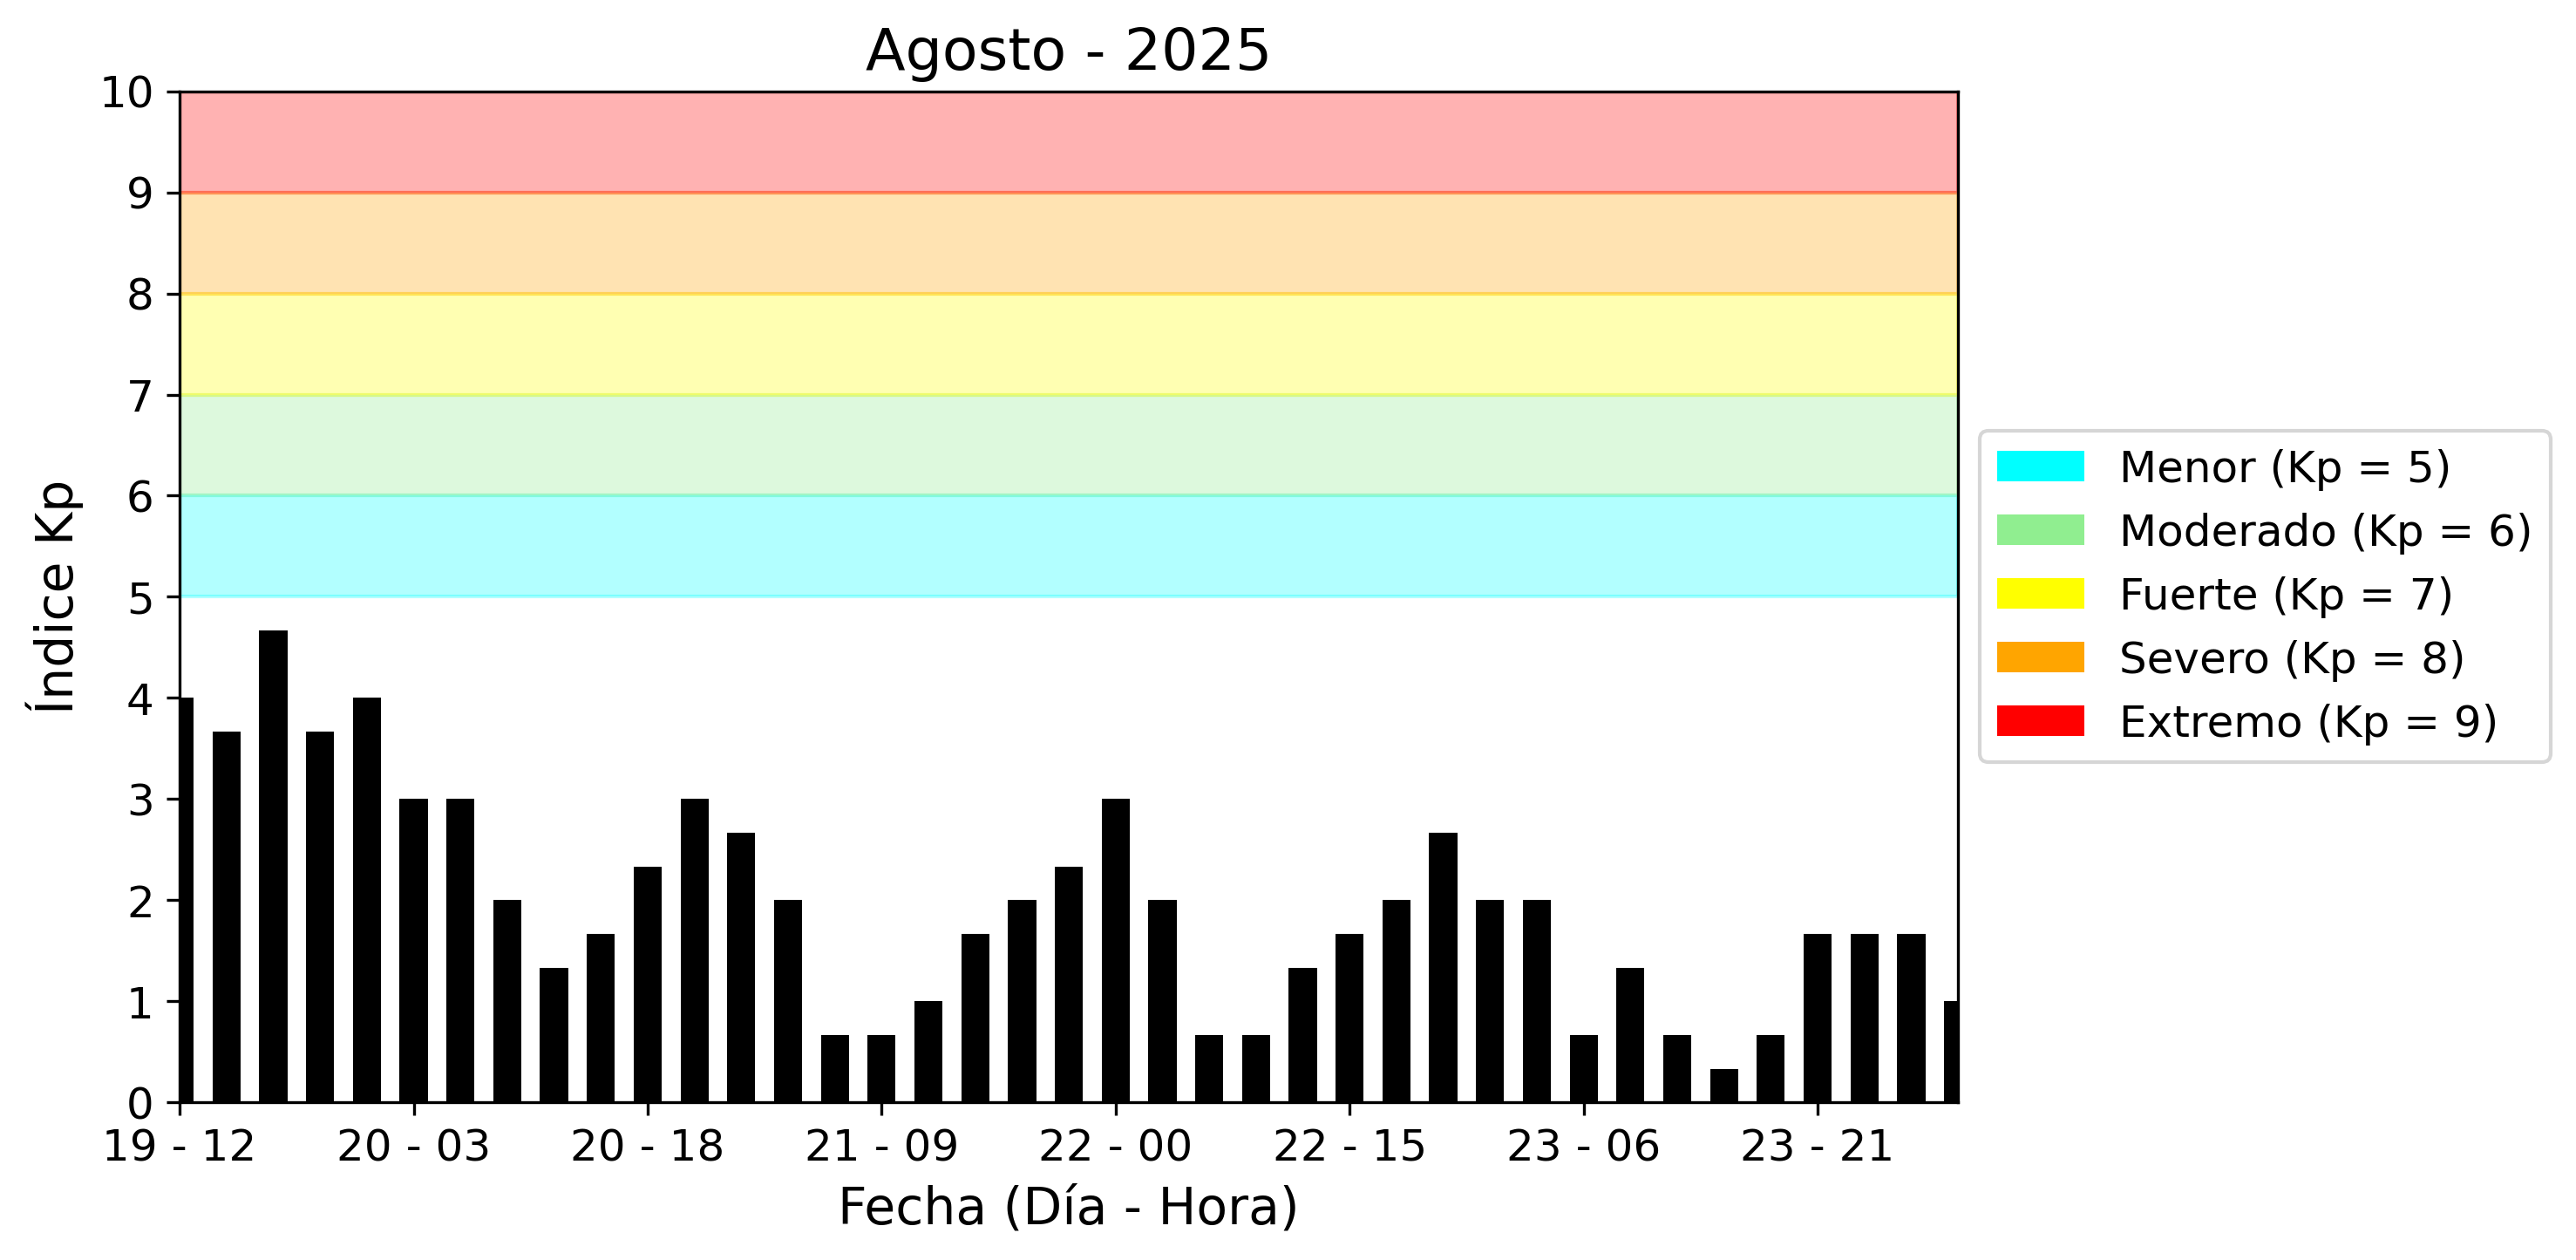 Agosto - 2025
10
9
8
7
6
5
4
3
2
1
0
Índice Kp
19 - 12
20 - 03
20 - 18
21 - 09
22 - 00
22 - 15
23 - 06
23 - 21
Fecha (Día - Hora)
Menor (Kp = 5)
Moderado (Kp = 6)
Fuerte (Kp = 7)
Severo (Kp = 8)
Extremo (Kp = 9)